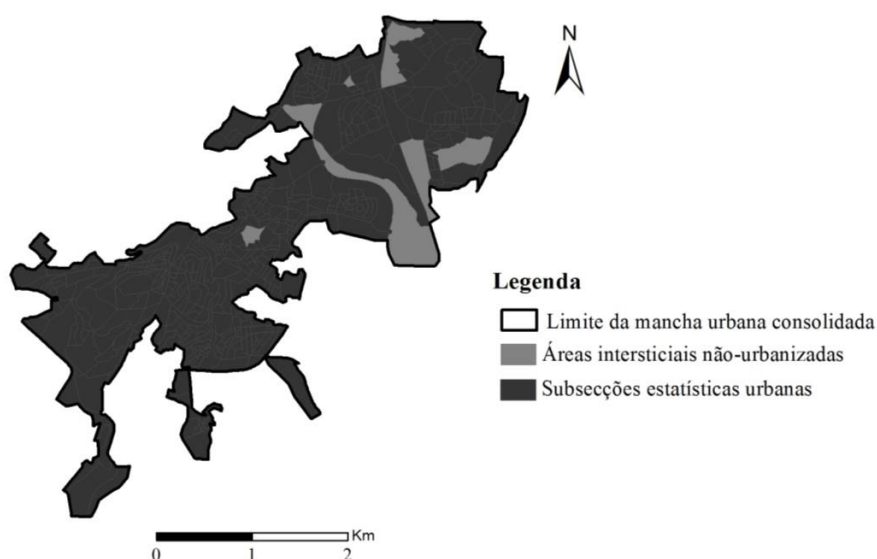 N
Legenda
Limite da mancha urbana consolidada
Áreas intersticiais não-urbanizadas
Subsecções estatísticas urbanas
Km
0 1 2